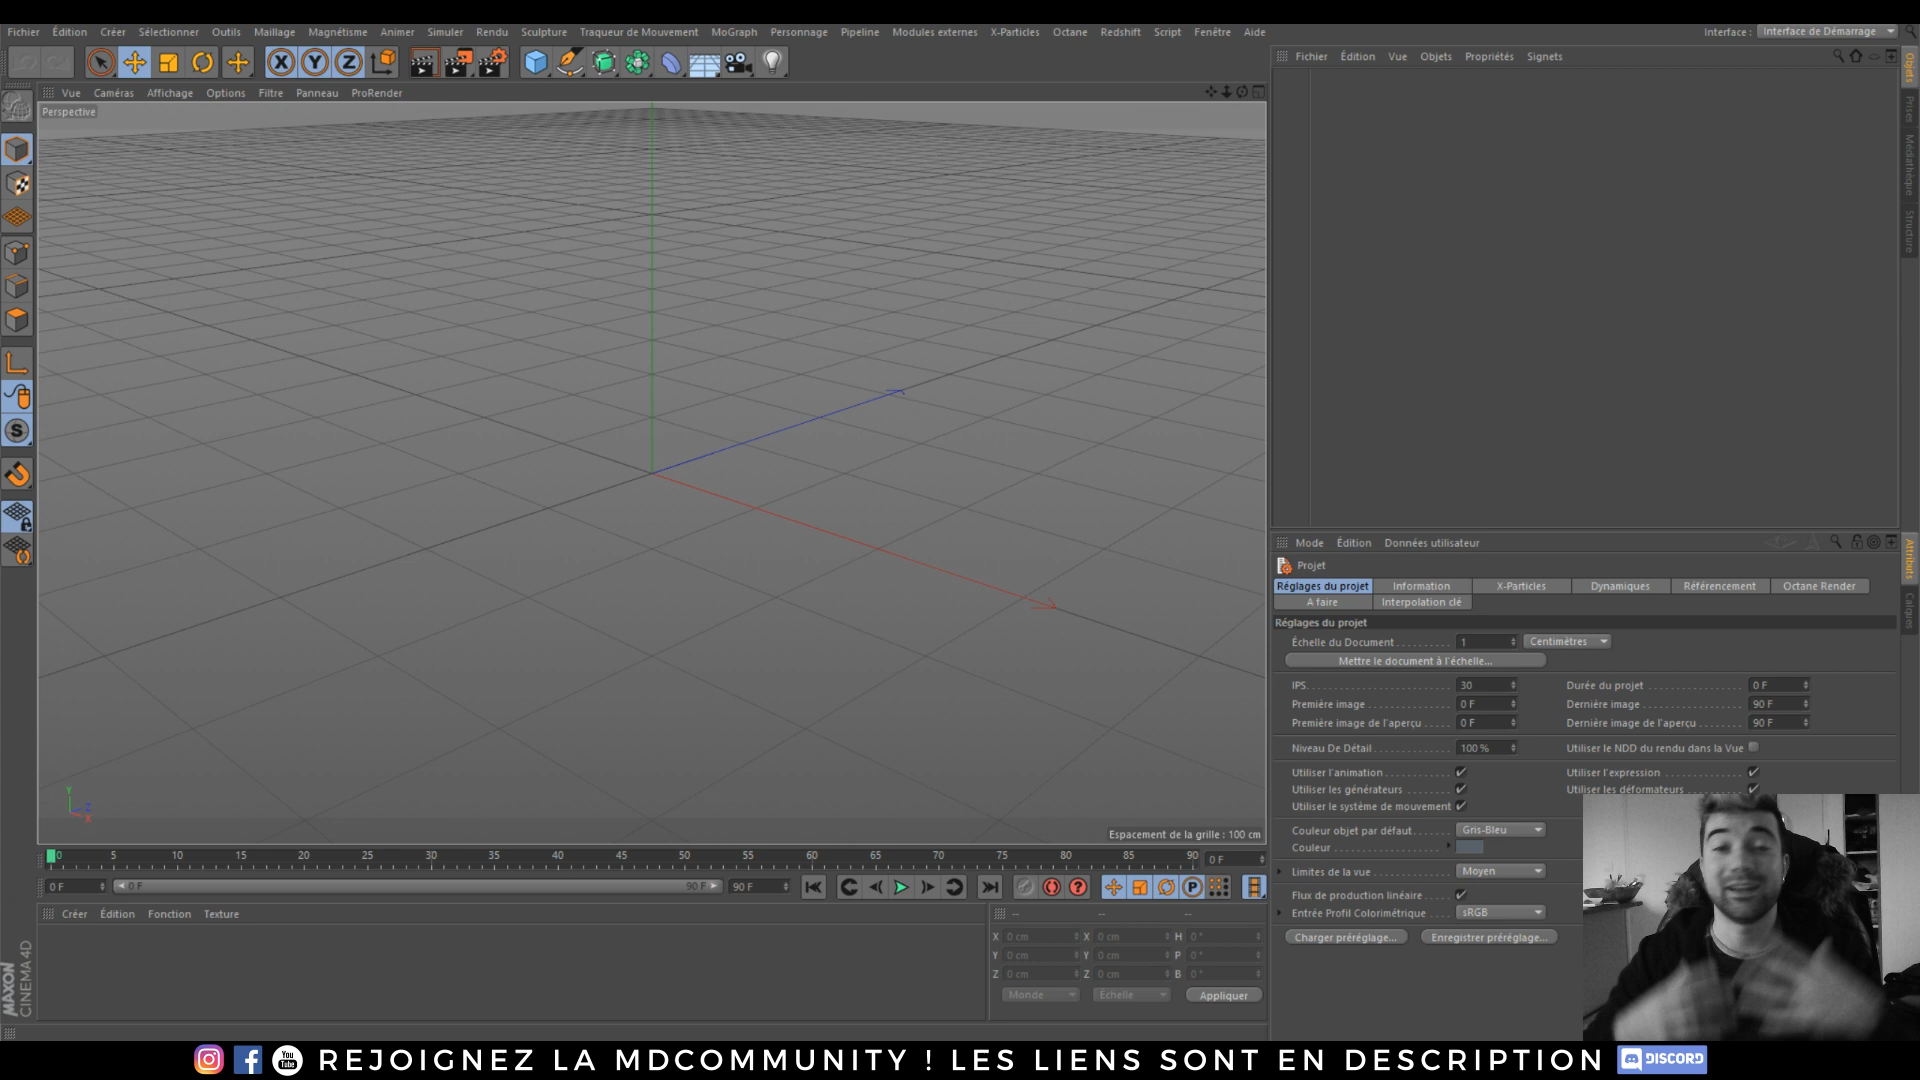 Fichier Édition Créer Sélectionner Outils Maillage Magnétisme Animer Simuler Rendu Sculpture Traqueur de Mouvement MoGraph Personnage Pipeline Modules externes X-Particles Octane Redshift Script Fenêtre Aide Interface : Interface de Démarrage
X Y Z
Fichier Édition Vue Objets Propriétés Signets
Objets
Prises
Médiathèque
Structure
Vue Caméras Affichage Options Filtre Panneau ProRender
Perspective
S
Y
Z
X
Espacement de la grille : 100 cm
Mode Édition Données utilisateur
Attributs
Calques
Projet
Réglages du projet Information X-Particles Dynamiques Référencement Octane Render
A faire Interpolation clé
Réglages du projet
Échelle du Document 1 Centimètres
Mettre le document à l'échelle...
IPS 30 Durée du projet 0 F
Première image 0 F Dernière image 90 F
Première image de l'aperçu 0 F Dernière image de l'aperçu 90 F
Niveau De Détail 100 % Utiliser le NDD du rendu dans la Vue
Utiliser l'animation Utiliser l'expression
Utiliser les générateurs Utiliser les déformateurs
Utiliser le système de mouvement
Couleur objet par défaut Gris-Bleu
Couleur
Limites de la vue Moyen
Flux de production linéaire
Entrée Profil Colorimétrique sRGB
Charger préréglage... Enregistrer préréglage...
0 5 10 15 20 25 30 35 40 45 50 55 60 65 70 75 80 85 90 0 F
0 F 0 F 90 F 90 F
? P
Créer Édition Fonction Texture
-- -- --
X 0 cm X 0 cm H 0 °
Y 0 cm Y 0 cm P 0 °
Z 0 cm Z 0 cm B 0 °
Monde Echelle Appliquer
MAXON
CINEMA 4D
You Tube REJOIGNEZ LA MDCOMMUNITY ! LES LIENS SONT EN DESCRIPTION DISCORD